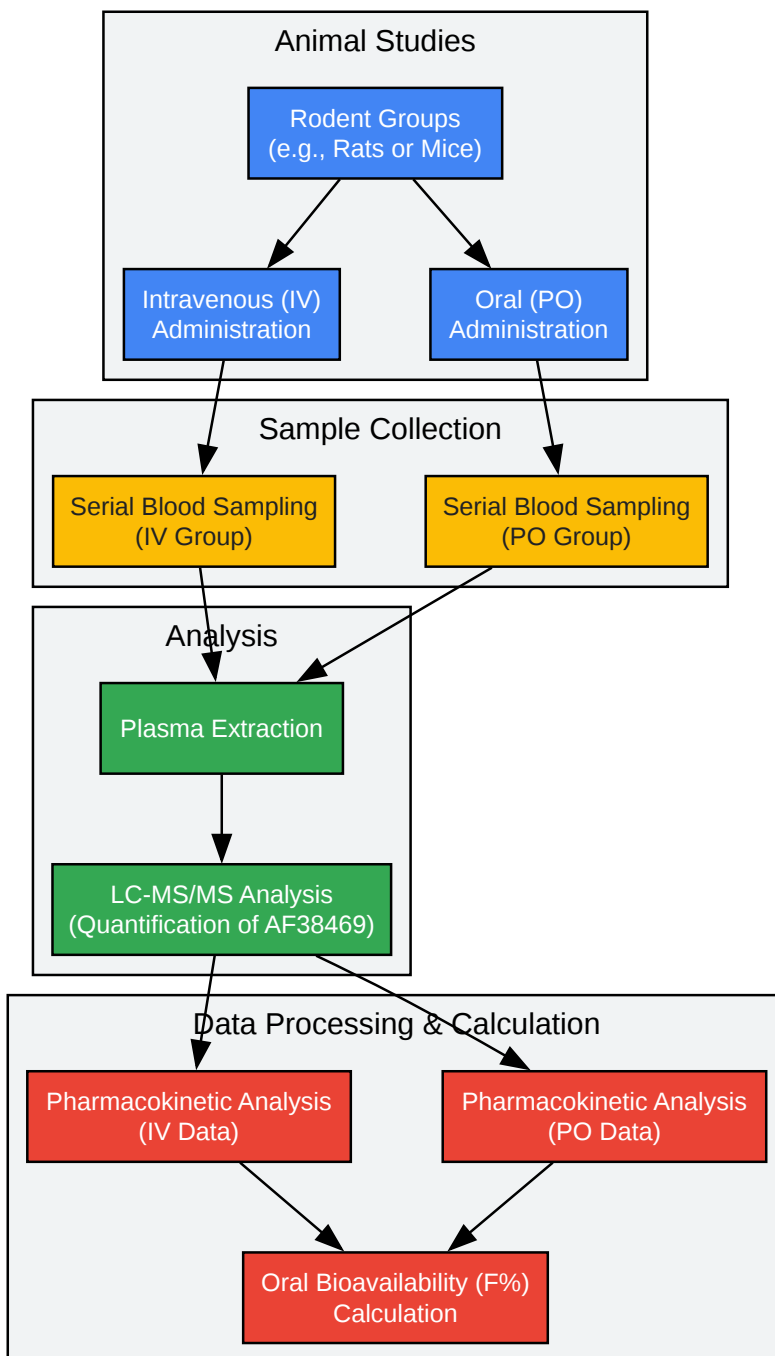 Animal Studies
Rodent Groups
(e.g., Rats or Mice)
Intravenous (IV)
Administration
Oral (PO)
Administration
Sample Collection
Serial Blood Sampling
(IV Group)
Serial Blood Sampling
(PO Group)
Analysis
Plasma Extraction
LC-MS/MS Analysis
(Quantification of AF38469)
Data Processing & Calculation
Pharmacokinetic Analysis
(IV Data)
Pharmacokinetic Analysis
(PO Data)
Oral Bioavailability (F%)
Calculation